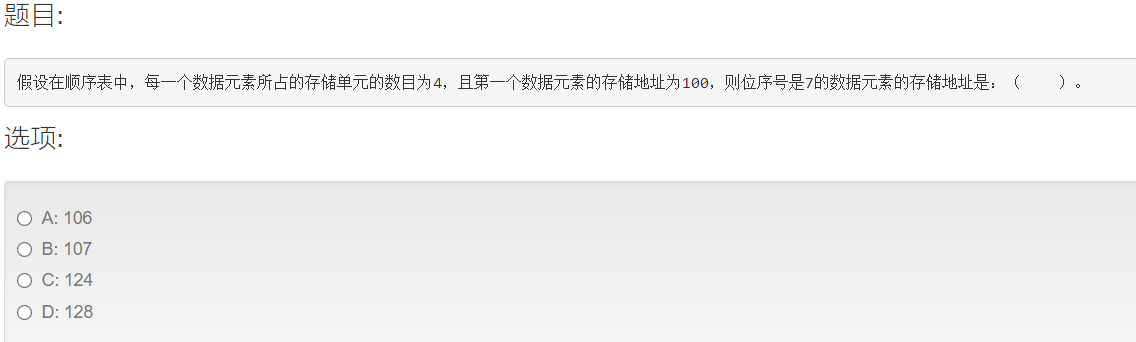 题目:
假设在顺序表中，每一个数据元素所占的存储单元的数目为4，且第一个数据元素的存储地址为100，则位序号是7的数据元素的存储地址是：（    ）。
选项:
A: 106
B: 107
C: 124
D: 128